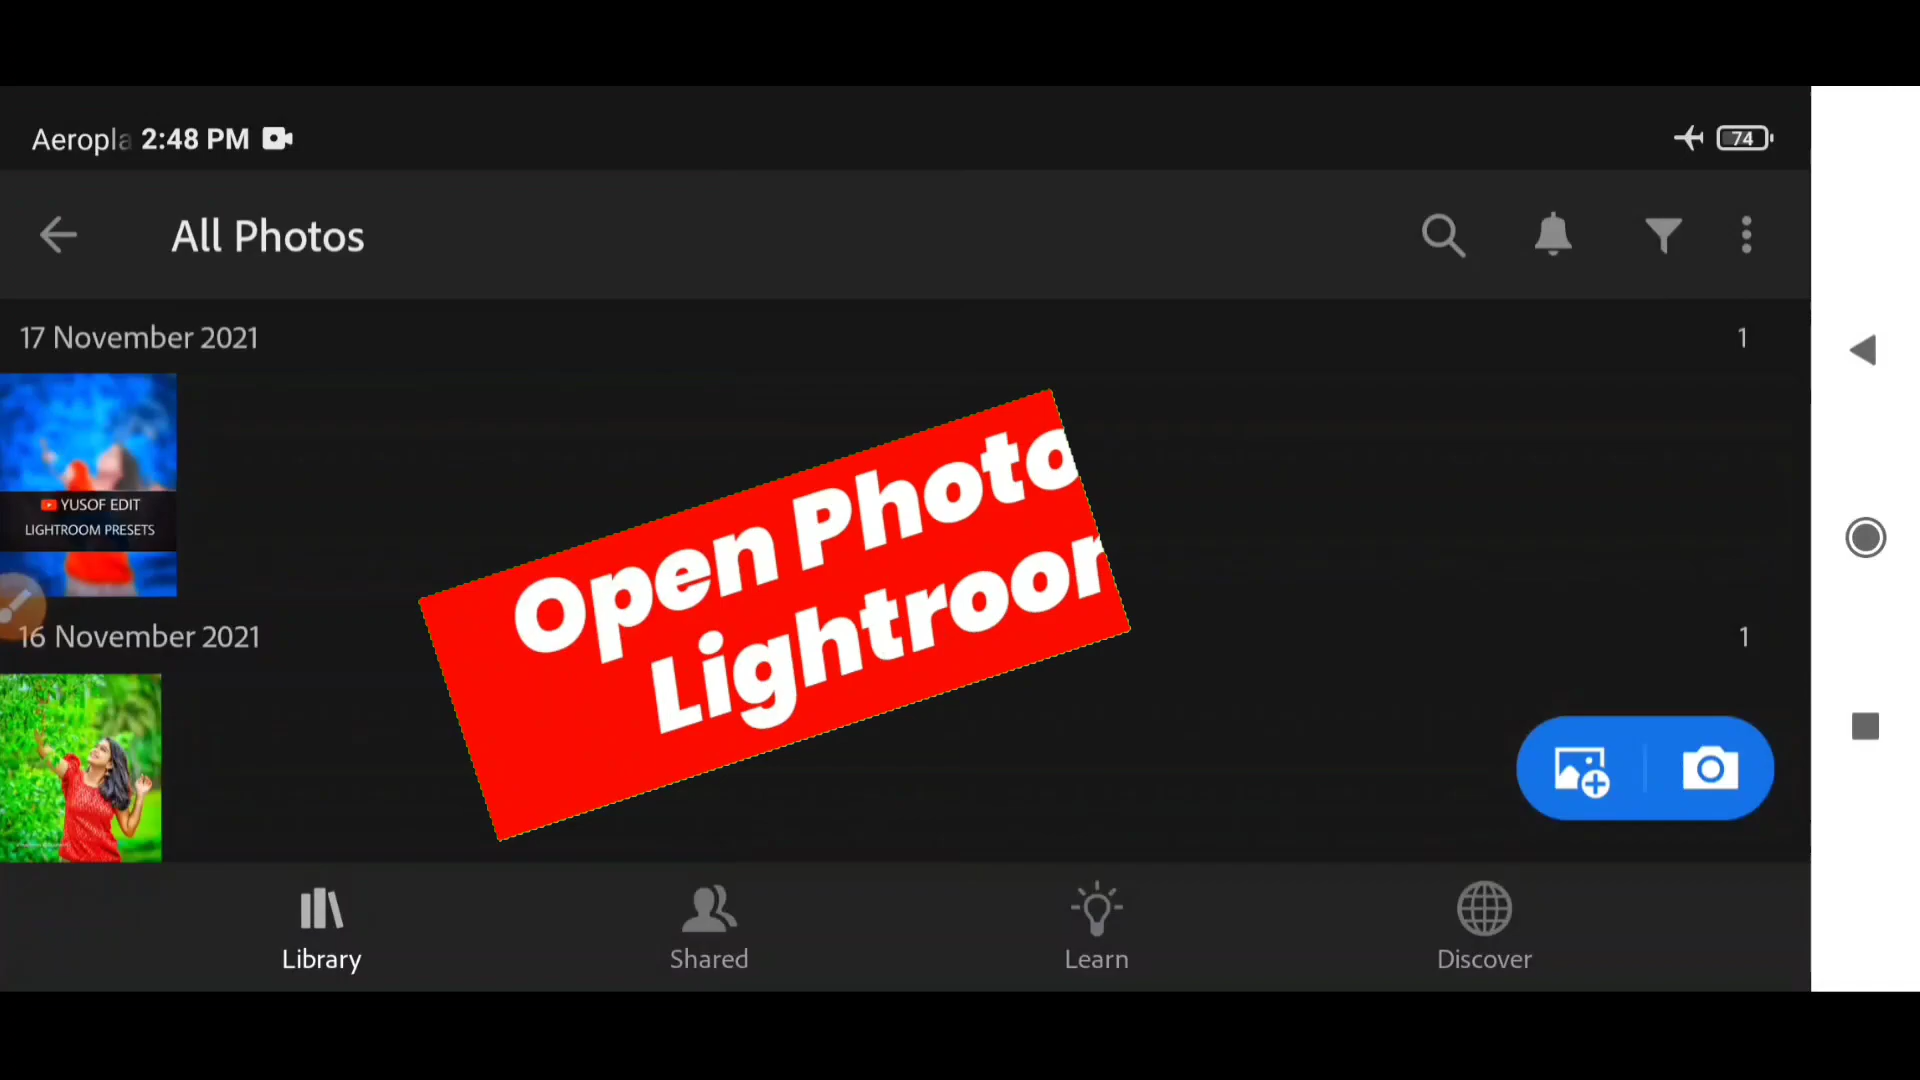 Aeropla 2:48 PM
74
All Photos
17 November 2021
1
YUSOF EDIT
LIGHTROOM PRESETS
Open Photo
Lightroom
16 November 2021
1
Library
Shared
Learn
Discover